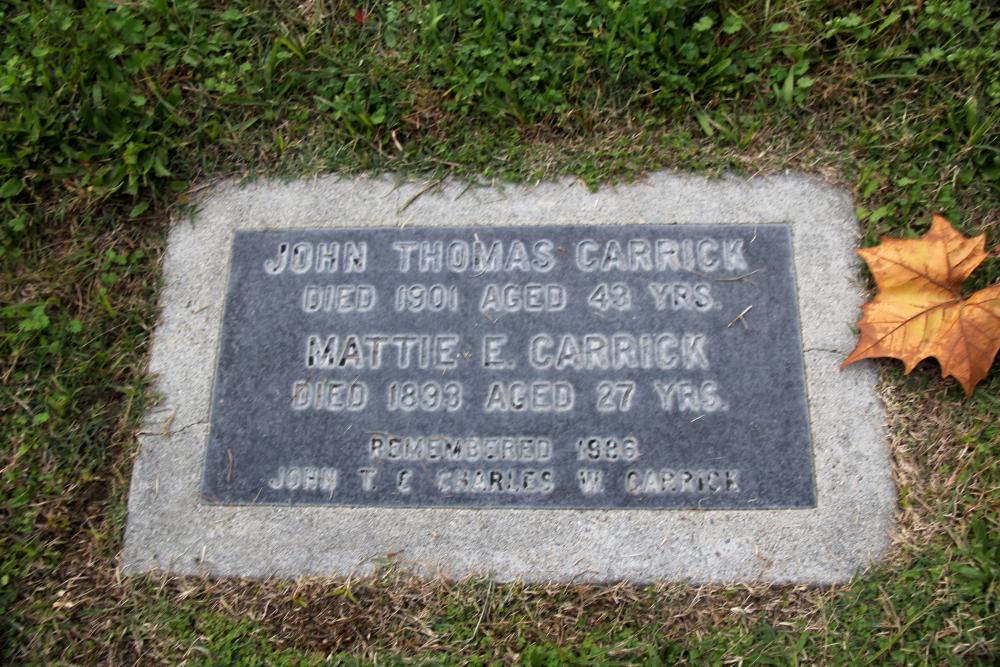 JOHN THOMAS CARRICK
DIED 1901 AGED 43 YRS.
MATTIE E. CARRICK
DIED 1893 AGED 27 YRS.
REMEMBERED 1986
JOHN T. & CHARLES W. CARRICK